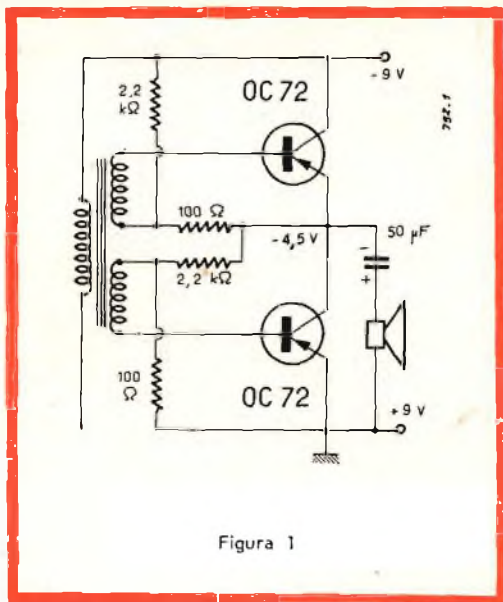 2,2
kΩ
OC 72
- 9 V
752.1
100 Ω
- 4,5 V
50 μF
-
+
2,2 kΩ
100
Ω
OC 72
+ 9 V
Figura 1